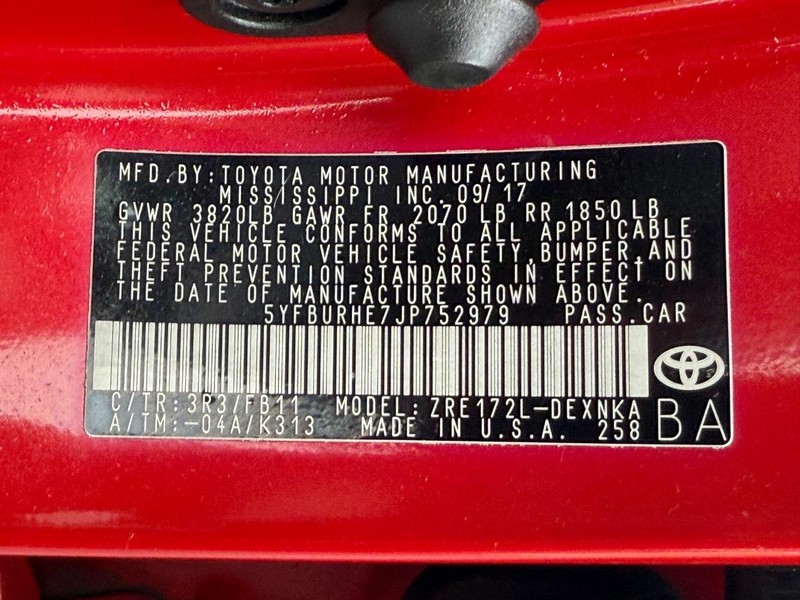 MFD.BY:TOYOTA MOTOR MANUFACTURING
MISSISSIPPI INC. 09/17
GVWR 3820LB GAWR FR 2070 LB RR 1850 LB
THIS VEHICLE CONFORMS TO ALL APPLICABLE
FEDERAL MOTOR VEHICLE SAFETY,BUMPER,AND
THEFT PREVENTION STANDARDS IN EFFECT ON
THE DATE OF MANUFACTURE SHOWN ABOVE.
5YFBURHE7JP752979 PASS.CAR
C/TR:3R3/FB11 MODEL:ZRE172L-DEXNKA
A/TM:-04A/K313 MADE IN U.S.A. 258
BA